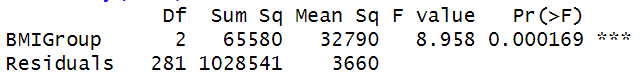 Df Sum Sq Mean Sq F value Pr(>F)
BMIGroup 2 65580 32790 8.958 0.000169 ***
Residuals 281 1028541 3660